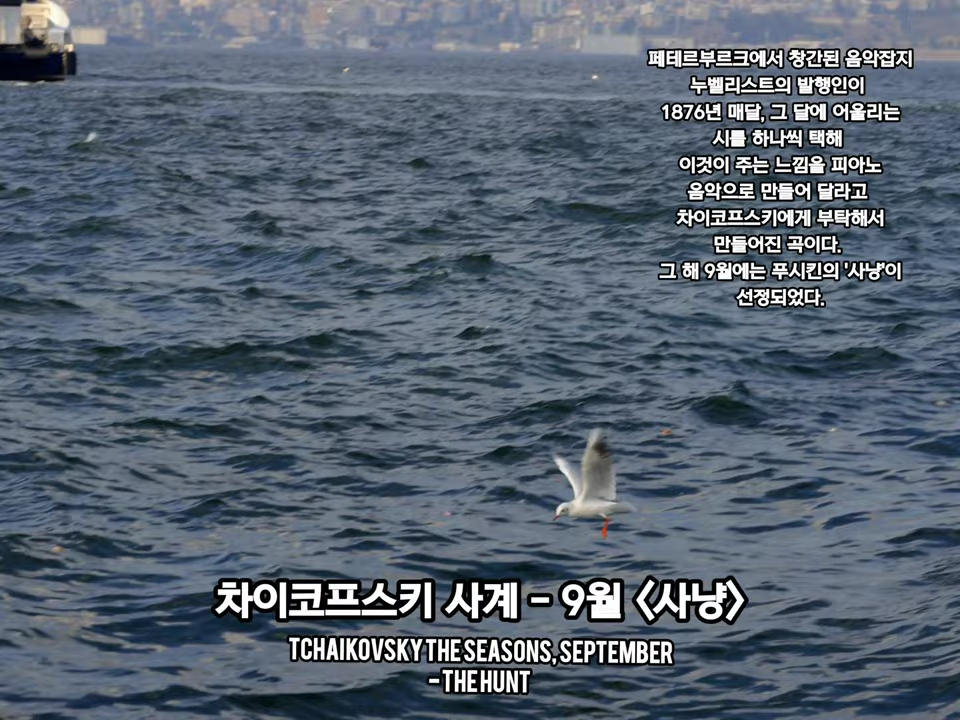 페테르부르크에서 창간된 음악잡지
누벨리스트의 발행인이
1876년 매달, 그 달에 어울리는
시를 하나씩 택해
이것이 주는 느낌을 피아노
음악으로 만들어 달라고
차이코프스키에게 부탁해서
만들어진 곡이다.
그 해 9월에는 푸시킨의 '사냥'이
선정되었다.
차이코프스키 사계 - 9월 〈사냥〉
TCHAIKOVSKY THE SEASONS, SEPTEMBER
- THE HUNT